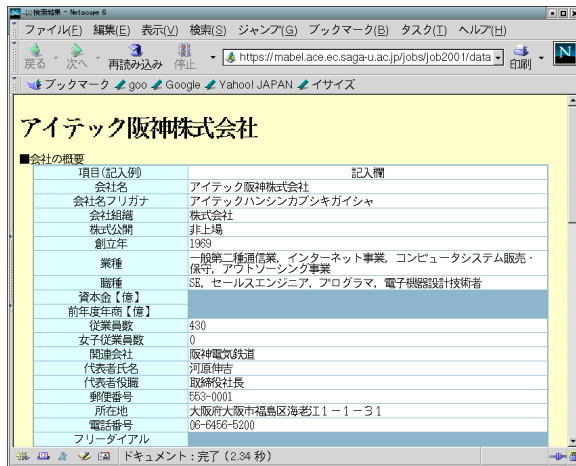 検索結果 - Netscape 6
ファイル(F) 編集(E) 表示(V) 検索(S) ジャンプ(G) ブックマーク(B) タスク(T) ヘルプ(H)
戻る 次へ 再読み込み 停止 https://mabel.ace.ec.saga-u.ac.jp/jobs/job2001/data 印刷 N
ブックマーク goo Google Yahoo! JAPAN イサイズ
アイテック阪神株式会社
■会社の概要
項目(記入例) 記入欄
会社名 アイテック阪神株式会社
会社名フリガナ アイテックハンシンカブシキガイシャ
会社組織 株式会社
株式公開 非上場
創立年 1969
業種 一般第二種通信業, インターネット事業, コンピュータシステム販売・
保守, アウトソーシング事業
職種 SE, セールスエンジニア, プログラマ, 電子機器設計技術者
資本金【億】
前年度年商【億】
従業員数 430
女子従業員数 0
関連会社 阪神電気鉄道
代表者氏名 河原伸吉
代表者役職 取締役社長
郵便番号 553-0001
所在地 大阪府大阪市福島区海老江1-1-31
電話番号 06-6456-5200
フリーダイアル
ドキュメント : 完了 (2.34 秒)